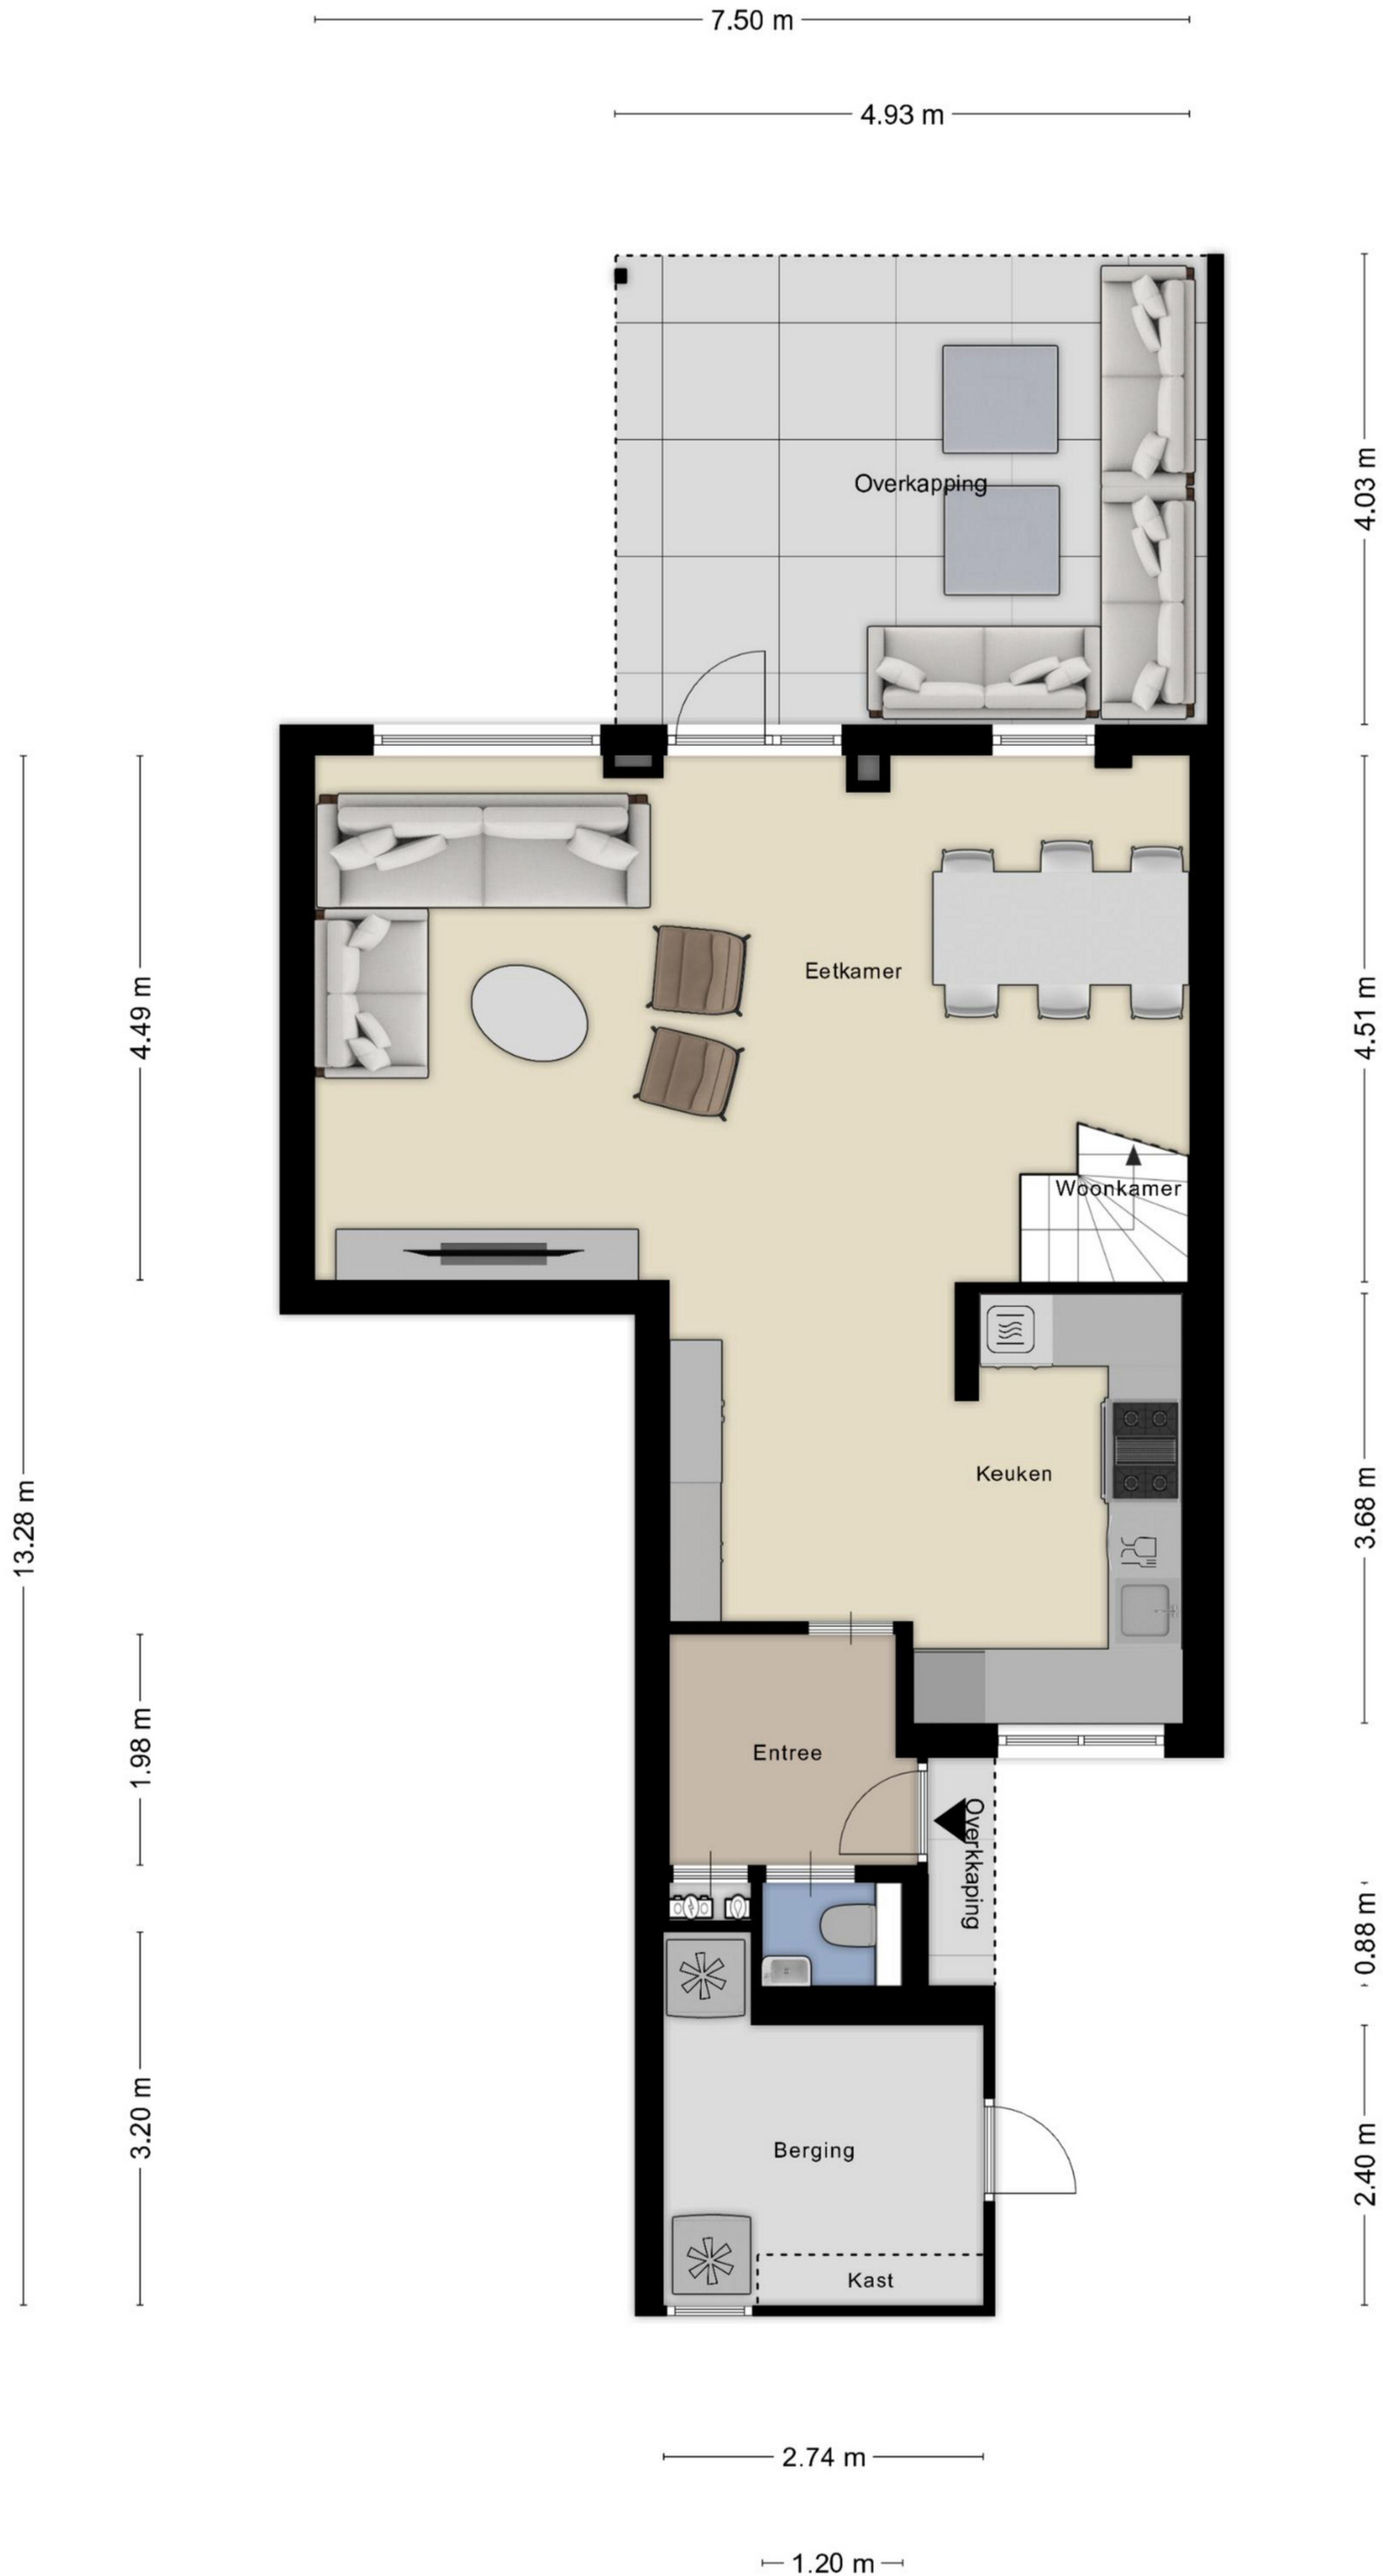 7.50 m
4.93 m
4.03 m
Overkapping
4.49 m
Eetkamer
4.51 m
Woonkamer
13.28 m
Keuken
3.68 m
1.98 m
Entree
Overkkaping
0.88 m
3.20 m
Berging
2.40 m
Kast
2.74 m
1.20 m